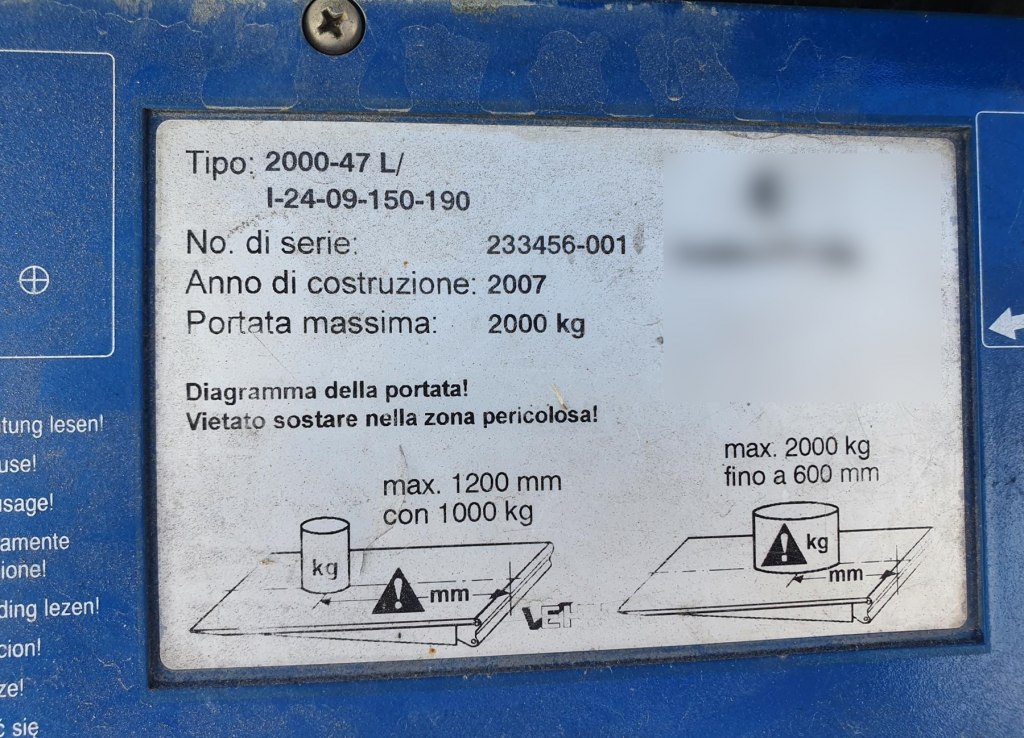 Tipo: 2000-47 L/
I-24-09-150-190
No. di serie: 233456-001
Anno di costruzione: 2007
Portata massima: 2000 kg
Diagramma della portata!
Vietato sostare nella zona pericolosa!
max. 1200 mm
con 1000 kg
kg
mm
max. 2000 kg
fino a 600 mm
kg
mm
tung lesen!
use!
usage!
amente
ione!
ding lezen!
cion!
ze!
ć się